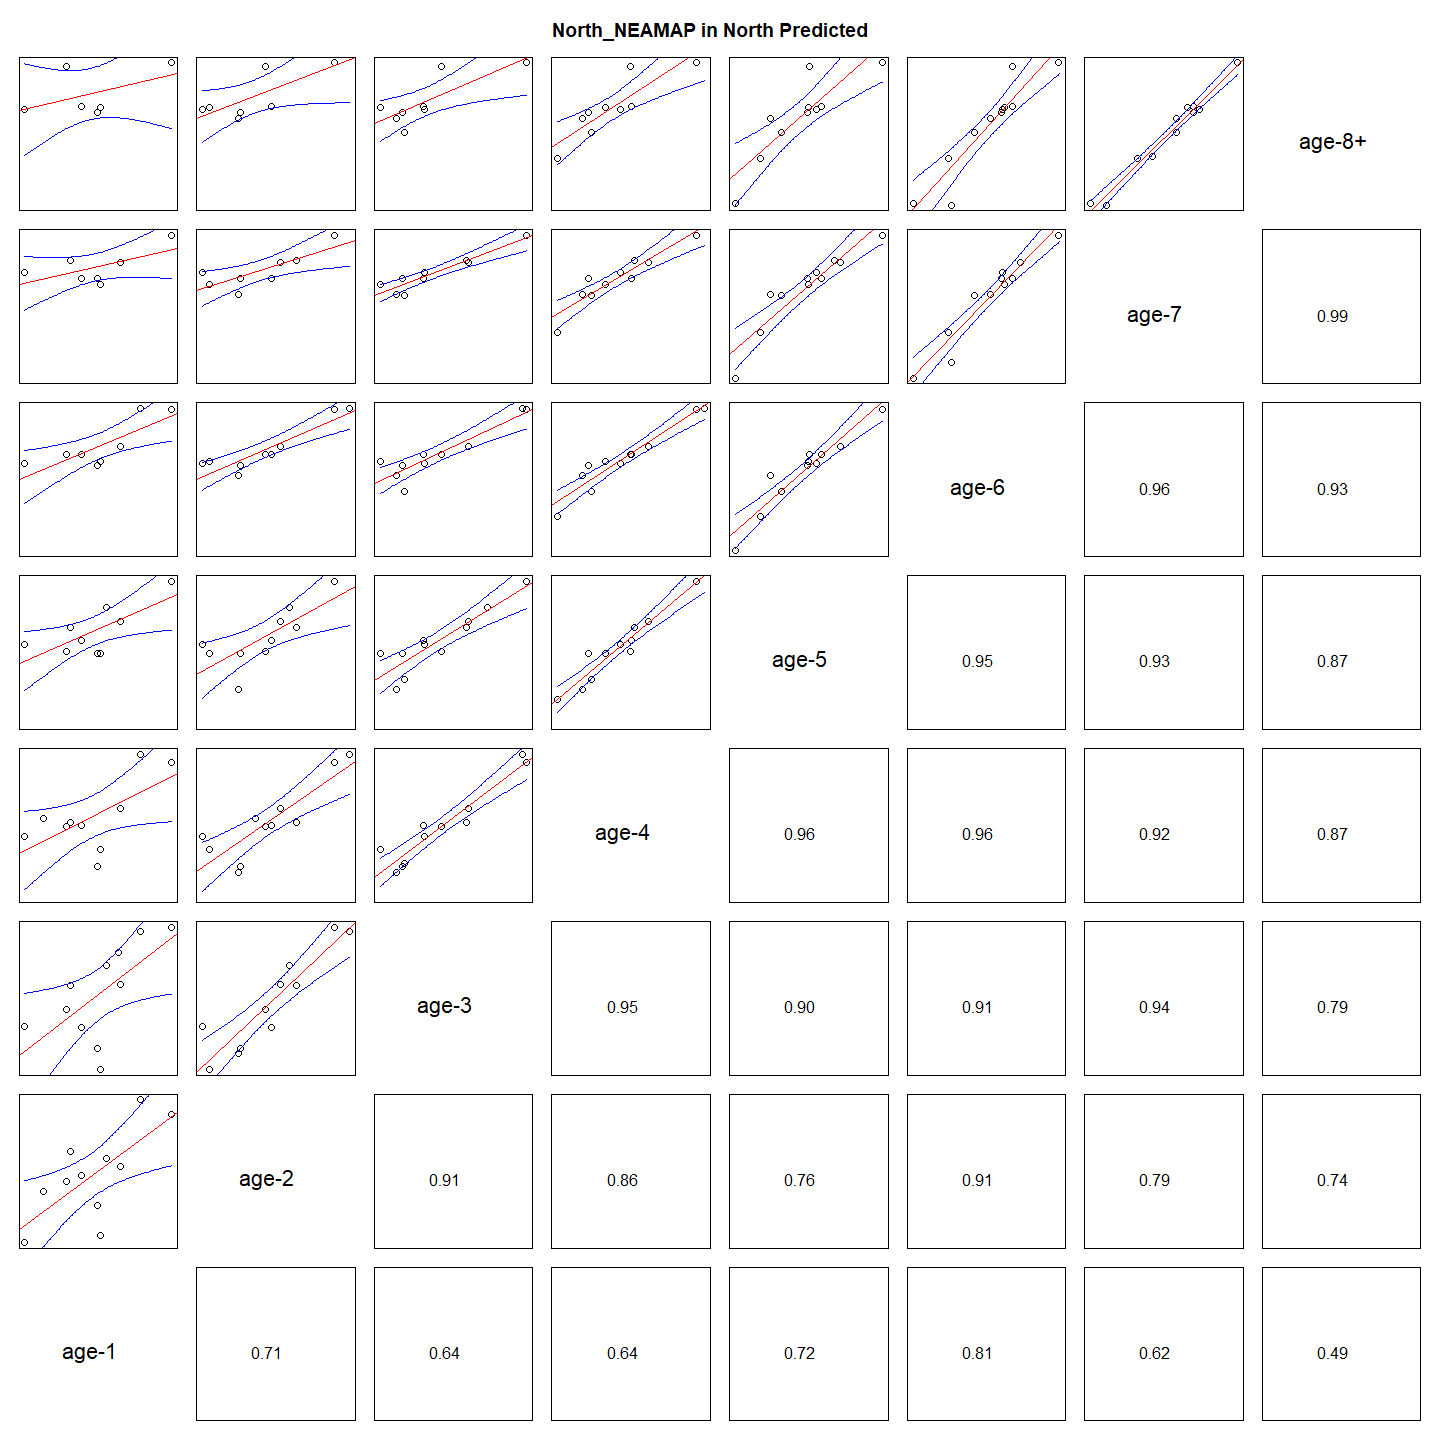 North_NEAMAP in North Predicted
age-8+
age-7 0.99
age-6 0.96 0.93
age-5 0.95 0.93 0.87
age-4 0.96 0.96 0.92 0.87
age-3 0.95 0.90 0.91 0.94 0.79
age-2 0.91 0.86 0.76 0.91 0.79 0.74
age-1 0.71 0.64 0.64 0.72 0.81 0.62 0.49